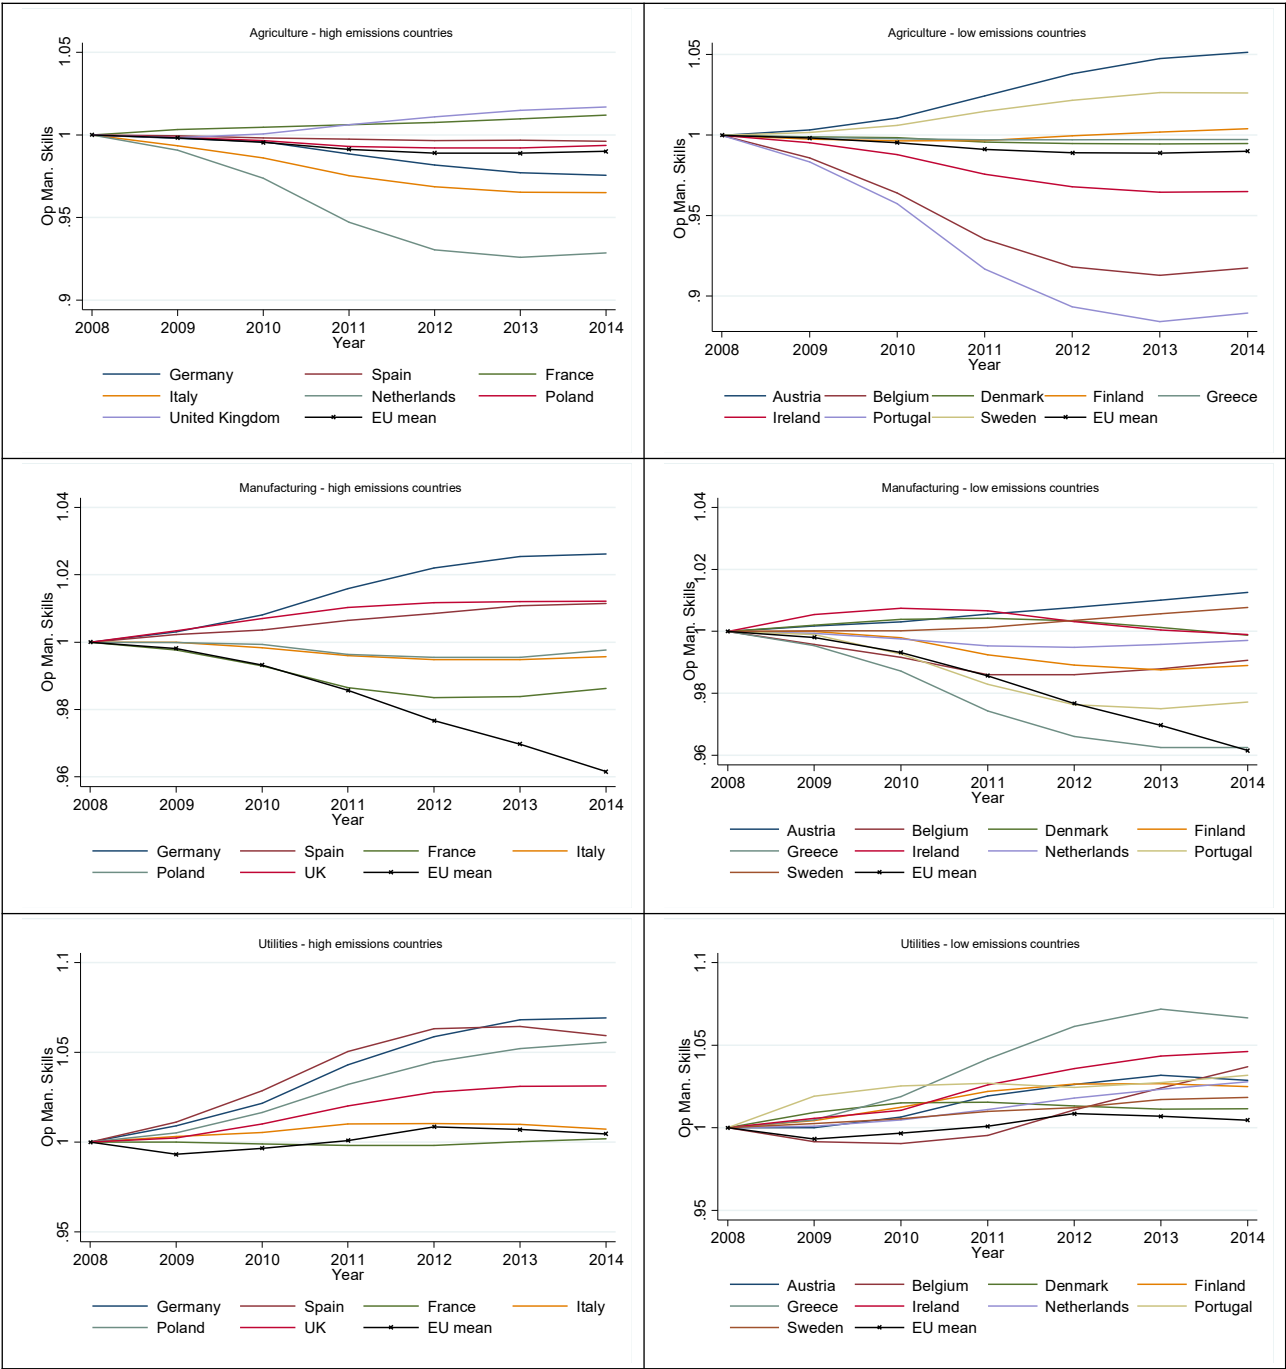 Agriculture - high emissions countries
Op Man. Skills
1.05
1
.95
.9
2008 2009 2010 2011 2012 2013 2014
Year
Germany Spain France
Italy Netherlands Poland
United Kingdom EU mean
Agriculture - low emissions countries
Op Man. Skills
1.05
1
.95
.9
2008 2009 2010 2011 2012 2013 2014
Year
Austria Belgium Denmark Finland Greece
Ireland Portugal Sweden EU mean
Manufacturing - high emissions countries
Op Man. Skills
1.04
1.02
1
.98
.96
2008 2009 2010 2011 2012 2013 2014
Year
Germany Spain France Italy
Poland UK EU mean
Manufacturing - low emissions countries
Op Man. Skills
1.04
1.02
1
.98
.96
2008 2009 2010 2011 2012 2013 2014
Year
Austria Belgium Denmark Finland
Greece Ireland Netherlands Portugal
Sweden EU mean
Utilities - high emissions countries
Op Man. Skills
1.1
1.05
1
.95
2008 2009 2010 2011 2012 2013 2014
Year
Germany Spain France Italy
Poland UK EU mean
Utilities - low emissions countries
Op Man. Skills
1.1
1.05
1
.95
2008 2009 2010 2011 2012 2013 2014
Year
Austria Belgium Denmark Finland
Greece Ireland Netherlands Portugal
Sweden EU mean